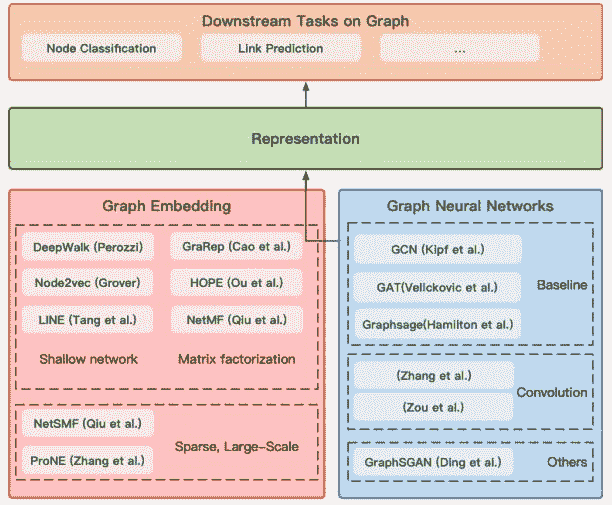 Downstream Tasks on Graph
Node Classification
Link Prediction
...
Representation
Graph Embedding
DeepWalk (Perozzi)
GraRep (Cao et al.)
Node2vec (Grover)
HOPE (Ou et al.)
LINE (Tang et al.)
NetMF (Qiu et al.)
Shallow network
Matrix factorization
NetSMF (Qiu et al.)
ProNE (Zhang et al.)
Sparse, Large-Scale
Graph Neural Networks
GCN (Kipf et al.)
GAT(Velickovic et al.)
Graphsage(Hamilton et al.)
Baseline
(Zhang et al.)
(Zou et al.)
Convolution
GraphSGAN (Ding et al.)
Others